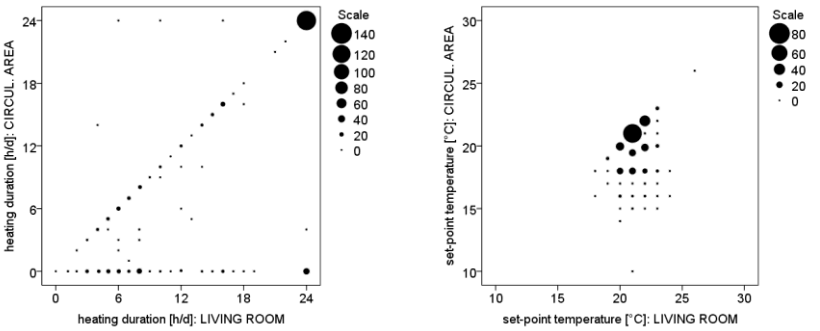 24
18
12
6
0
heating duration [h/d]: CIRCUL. AREA
0 6 12 18 24
heating duration [h/d]: LIVING ROOM
Scale
140
120
100
80
60
40
20
0
30
25
20
15
10
set-point temperature [°C]: CIRCUL. AREA
10 15 20 25 30
set-point temperature [°C]: LIVING ROOM
Scale
80
60
40
20
0